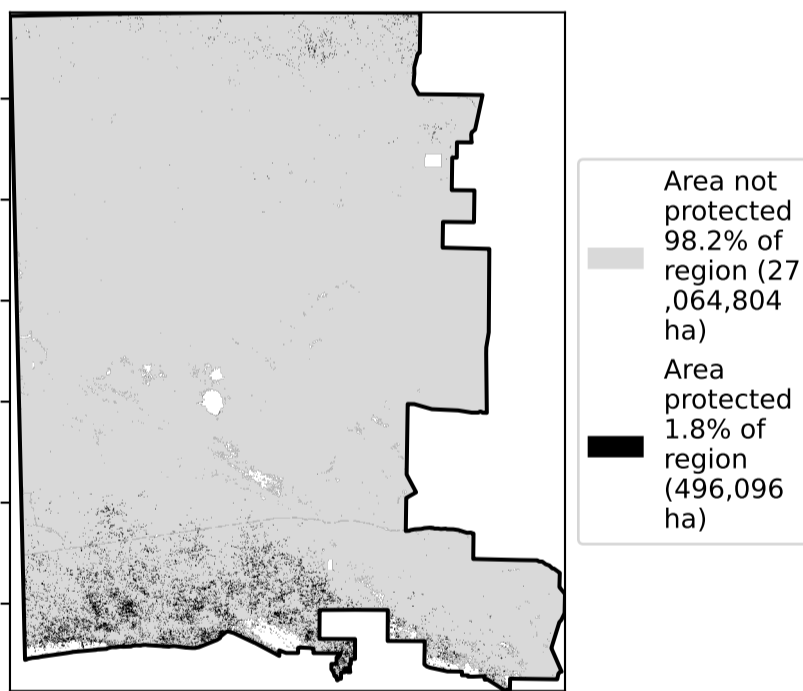 Area not
protected
98.2% of
region (27
,064,804
ha)
Area
protected
1.8% of
region
(496,096
ha)